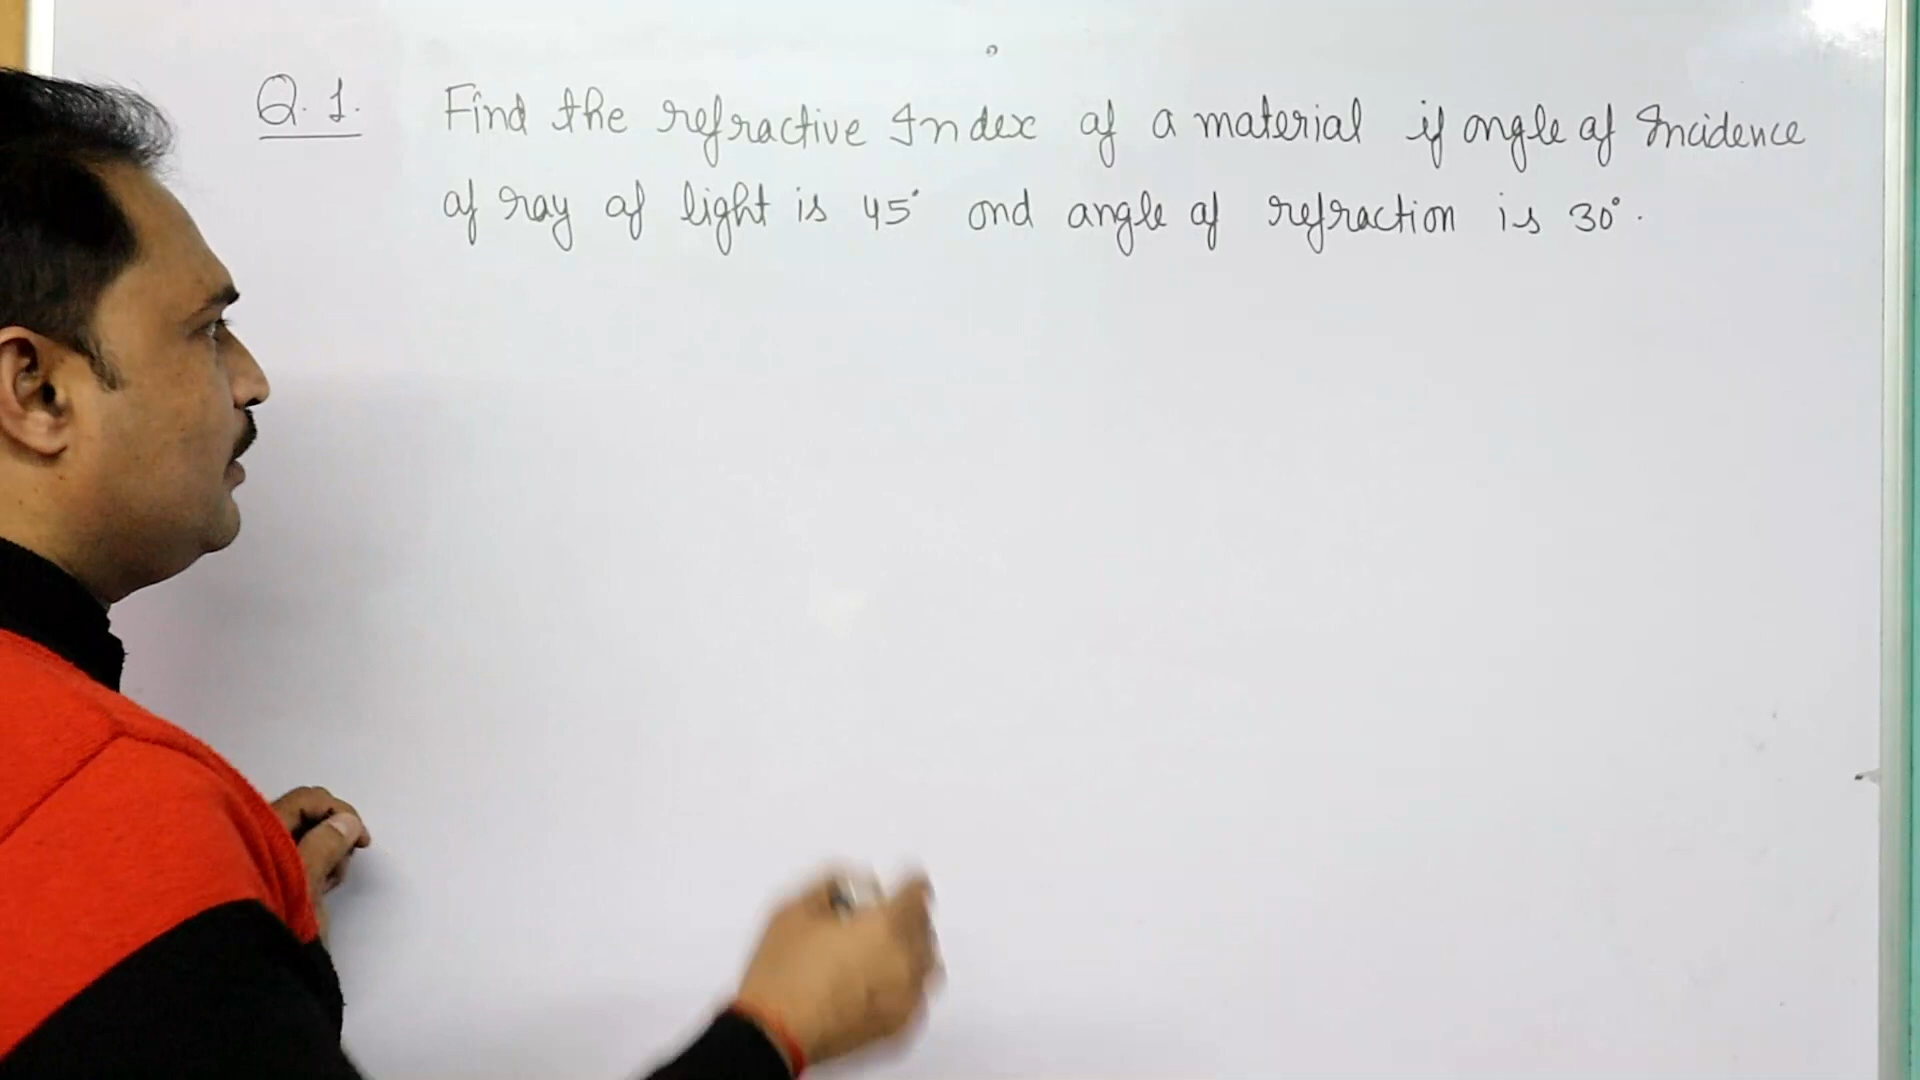 Q.1. Find the refractive Index of a material if angle of Incidence
of ray of light is 45° and angle of refraction is 30°.